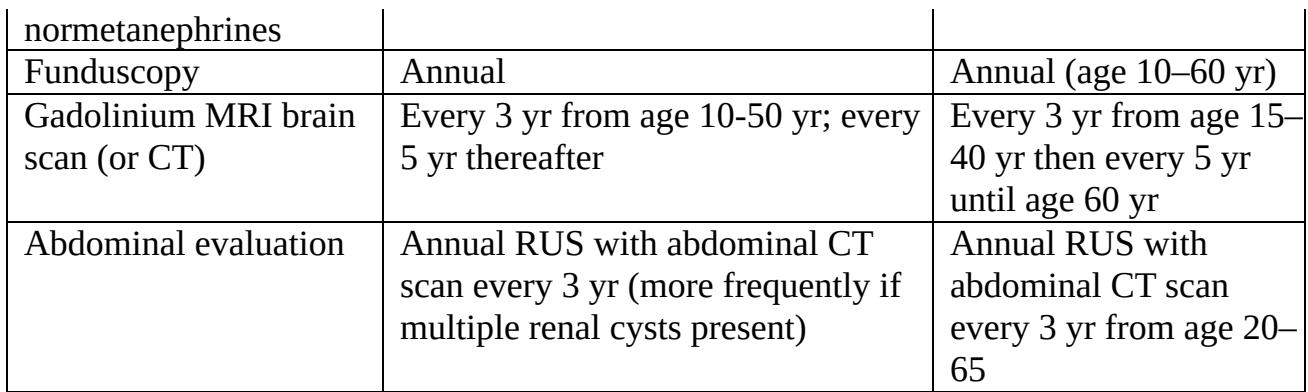 normetanephrines
Funduscopy
Annual
Annual (age 10–60 yr)
Gadolinium MRI brain
scan (or CT)
Every 3 yr from age 10-50 yr; every
5 yr thereafter
Every 3 yr from age 15–
40 yr then every 5 yr
until age 60 yr
Abdominal evaluation
Annual RUS with abdominal CT
scan every 3 yr (more frequently if
multiple renal cysts present)
Annual RUS with
abdominal CT scan
every 3 yr from age 20–
65